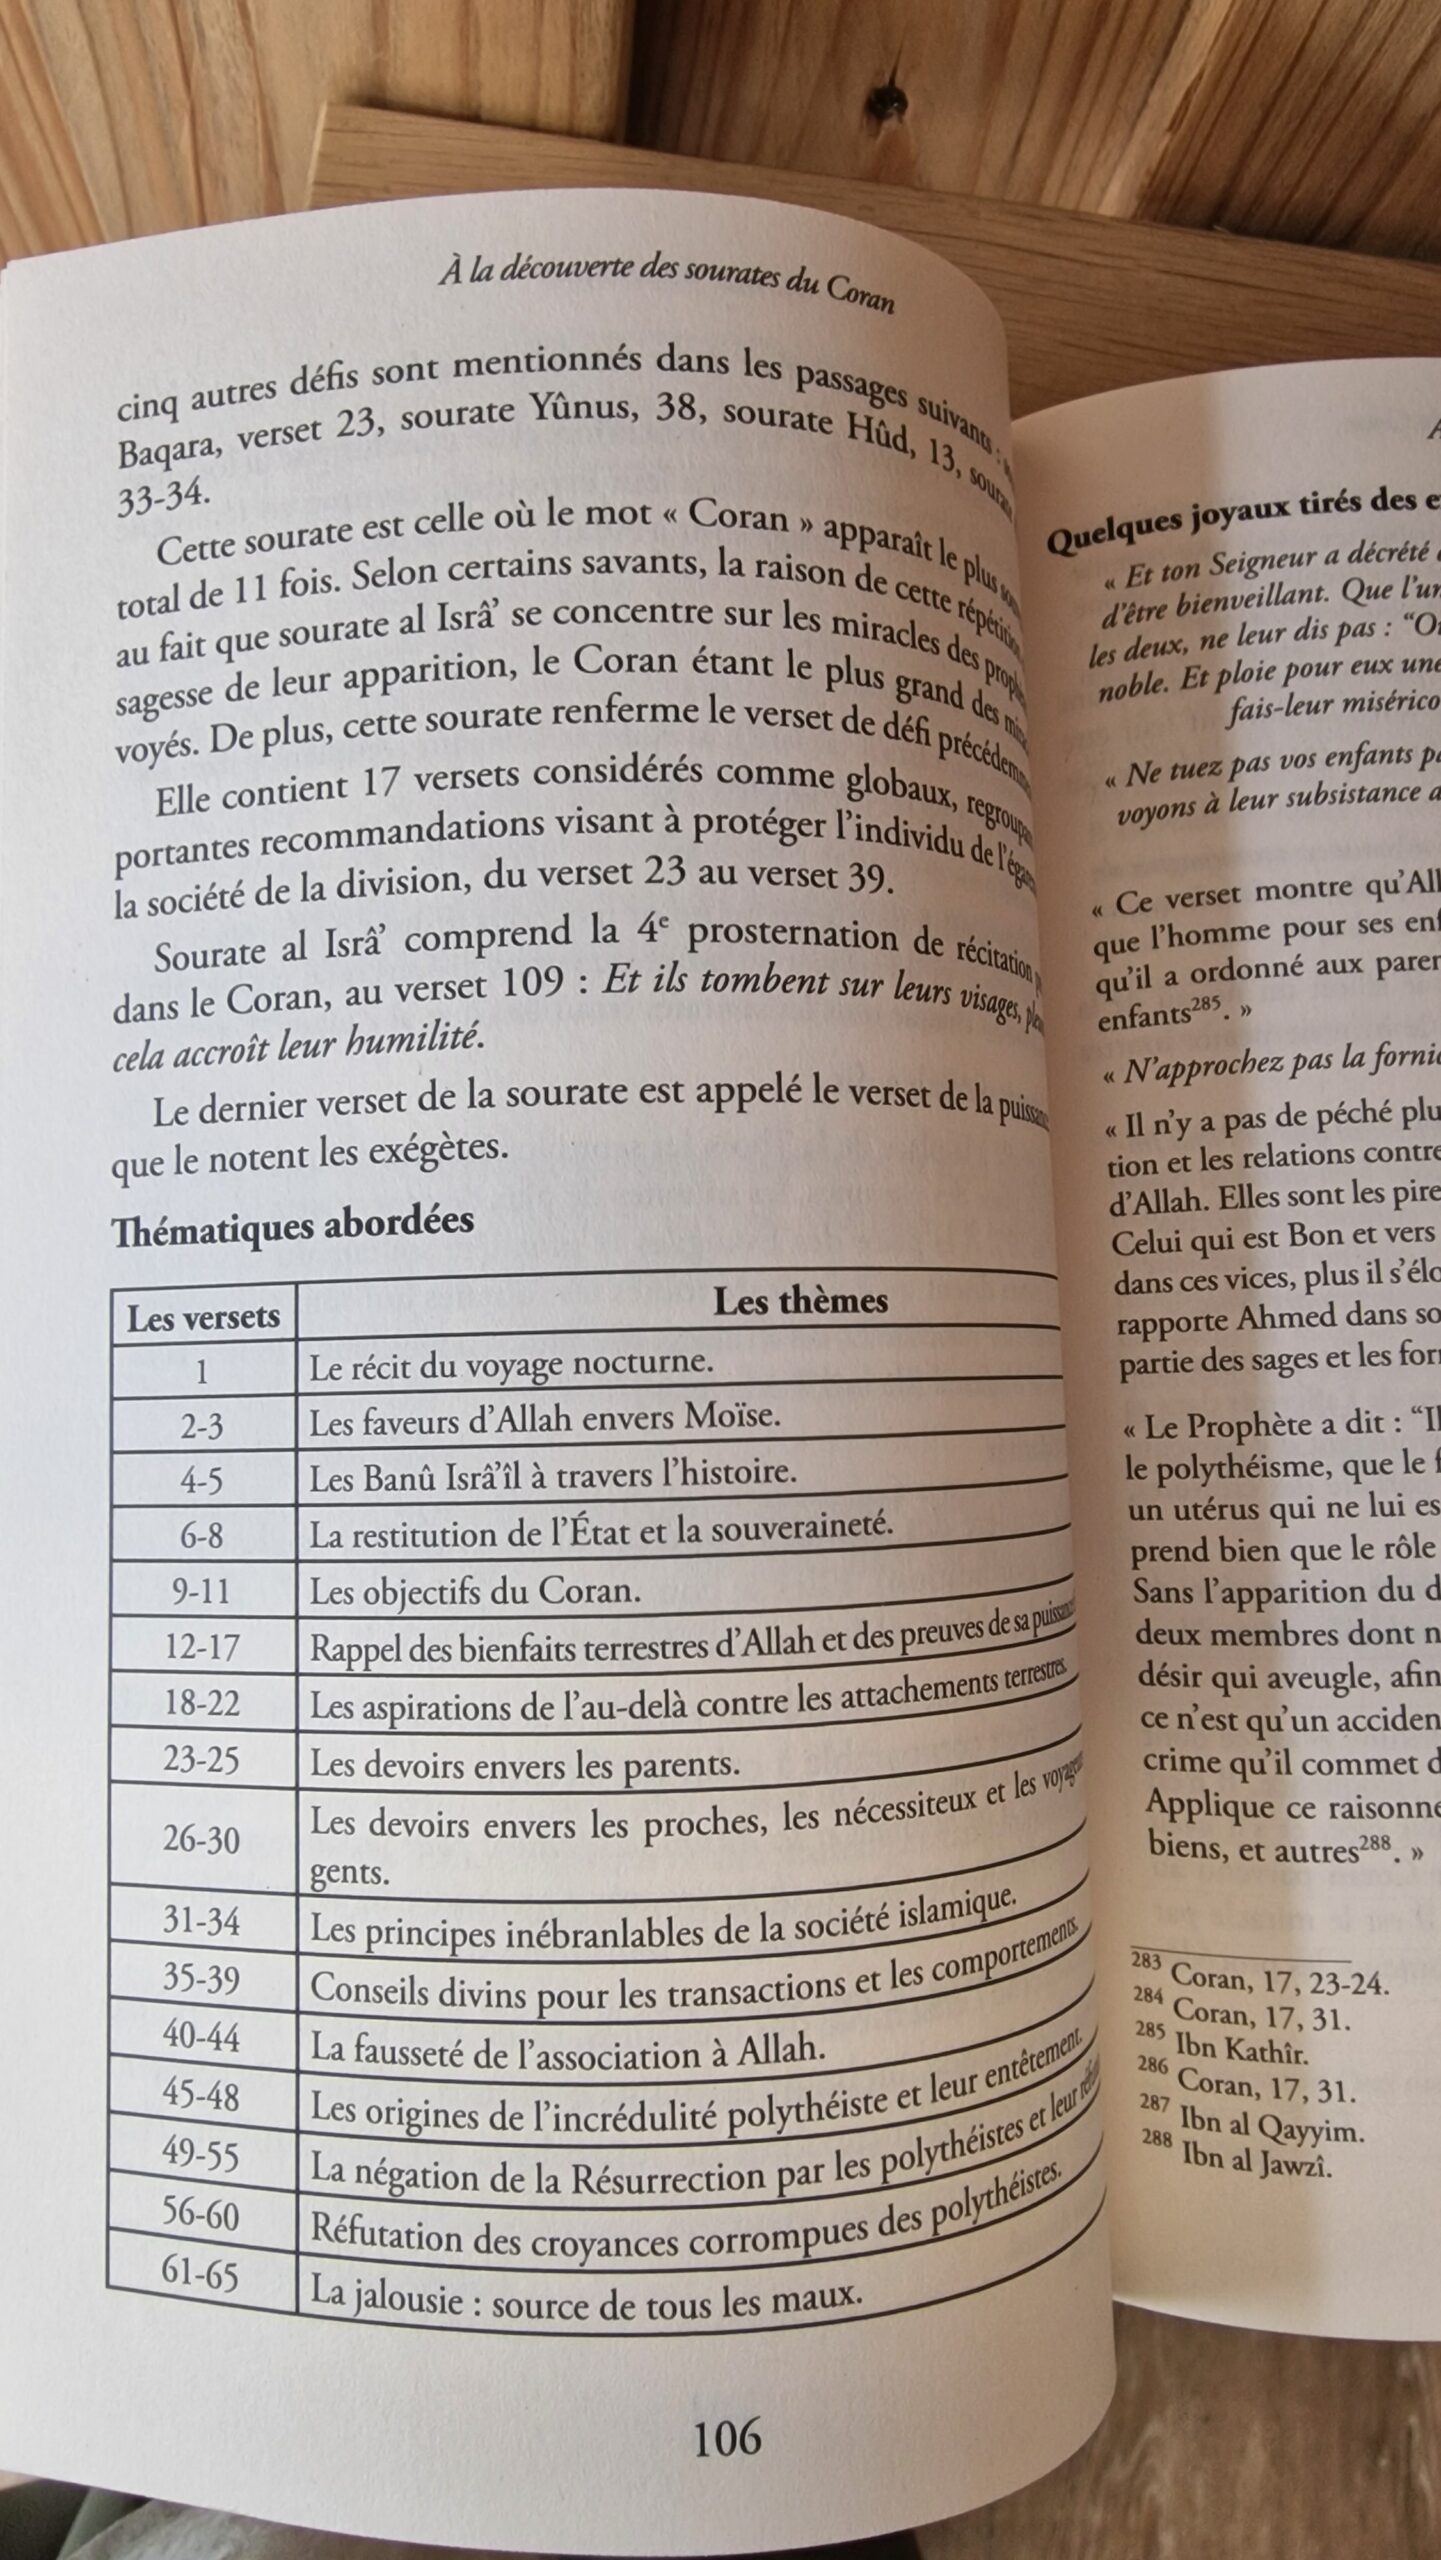 À la découverte des sourates du Coran
cinq autres défis sont mentionnés dans les passages suivants :
Baqara, verset 23, sourate Yûnus, 38, sourate Hûd, 13,
33-34.
Cette sourate est celle où le mot « Coran » apparaît le plus
total de 11 fois. Selon certains savants, la raison de cette
au fait que sourate al Isrâ’ se concentre sur les miracles des
sagesse de leur apparition, le Coran étant le plus grand des
voyés. De plus, cette sourate renferme le verset de défi
Elle contient 17 versets considérés comme globaux,
portantes recommandations visant à protéger l’individu de
la société de la division, du verset 23 au verset 39.
Sourate al Isrâ’ comprend la 4e prosternation de récitation
dans le Coran, au verset 109 : Et ils tombent sur leurs visages,
cela accroît leur humilité.
Le dernier verset de la sourate est appelé le verset de la
que le notent les exégètes.
Thématiques abordées
Les versets Les thèmes
1 Le récit du voyage nocturne.
2-3 Les faveurs d’Allah envers Moïse.
4-5 Les Banû Isrâ’îl à travers l’histoire.
6-8 La restitution de l’État et la souveraineté.
9-11 Les objectifs du Coran.
12-17 Rappel des bienfaits terrestres d’Allah et des preuves de sa
18-22 Les aspirations de l’au-delà contre les attachements terrestres.
23-25 Les devoirs envers les parents.
26-30 Les devoirs envers les proches, les nécessiteux et les
gents.
31-34 Les principes inébranlables de la société islamique.
35-39 Conseils divins pour les transactions et les comportements.
40-44 La fausseté de l’association à Allah.
45-48 Les origines de l’incrédulité polythéiste et leur entêtement.
49-55 La négation de la Résurrection par les polythéistes et leur
56-60 Réfutation des croyances corrompues des polythéistes.
61-65 La jalousie : source de tous les maux.
106
Quelques joyaux tirés des
« Et ton Seigneur a décrété
d’être bienveillant. Que l’un
les deux, ne leur dis pas :
noble. Et ploie pour eux une
fais-leur
« Ne tuez pas vos enfants
voyons à leur subsistance
« Ce verset montre
que l’homme pour ses
qu’il a ordonné aux
enfants285. »
« N’approchez pas la
« Il n’y a pas de péché
tion et les relations
d’Allah. Elles sont les
Celui qui est Bon et vers
dans ces vices, plus il
rapporte Ahmed dans
partie des sages et les
« Le Prophète a dit :
le polythéisme, que le
un utérus qui ne lui
prend bien que le rôle
Sans l’apparition du
deux membres dont
désir qui aveugle, afin
ce n’est qu’un
crime qu’il commet
Applique ce
biens, et autres288. »
283 Coran, 17, 23-24.
284 Coran, 17, 31.
285 Ibn Kathîr.
286 Coran, 17, 31.
287 Ibn al Qayyim.
288 Ibn al Jawzî.